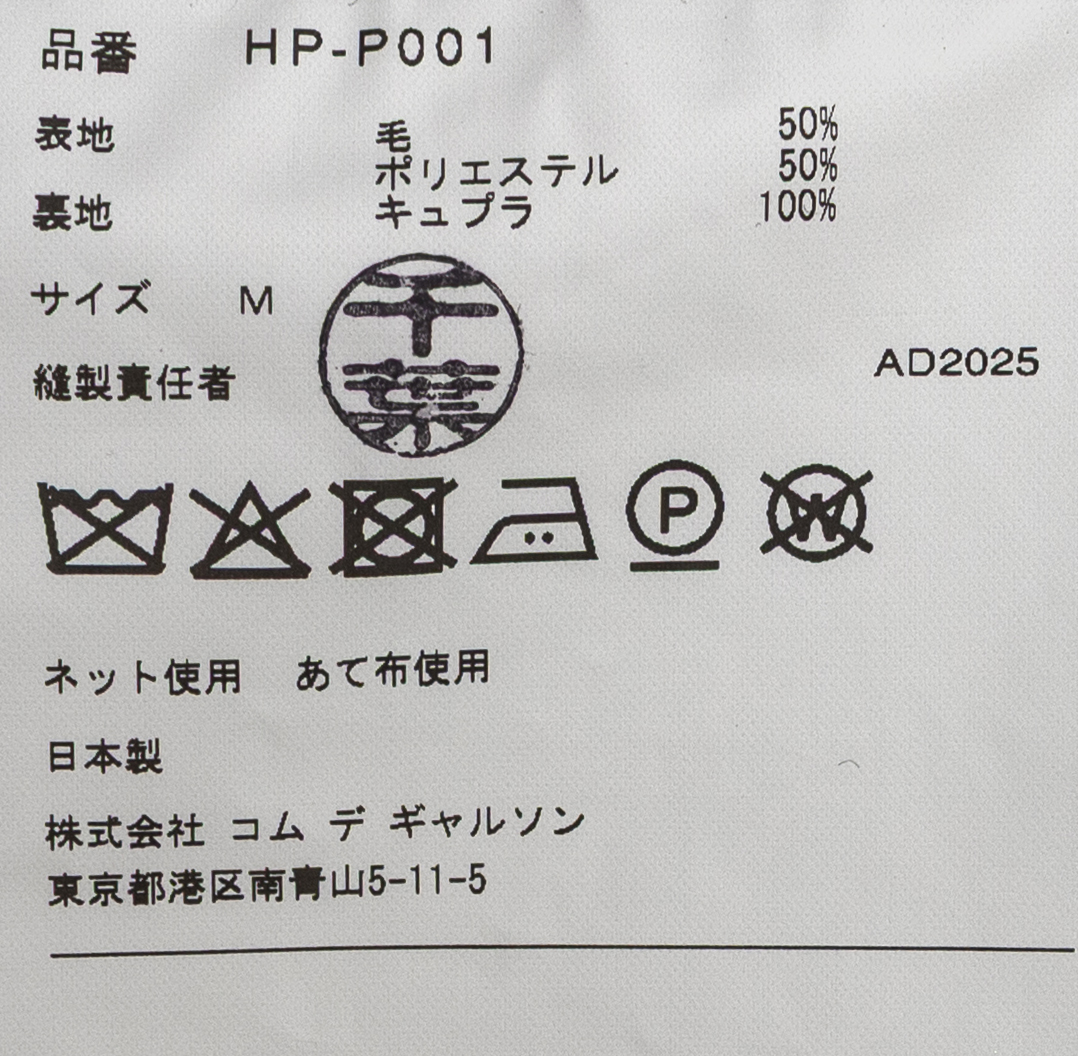 品番 HP-P001
表地 毛 50%
ポリエステル 50%
裏地 キュプラ 100%
サイズ M
千葉
縫製責任者 AD2025
P W
ネット使用 あて布使用
日本製
株式会社 コム デ ギャルソン
東京都港区南青山5-11-5